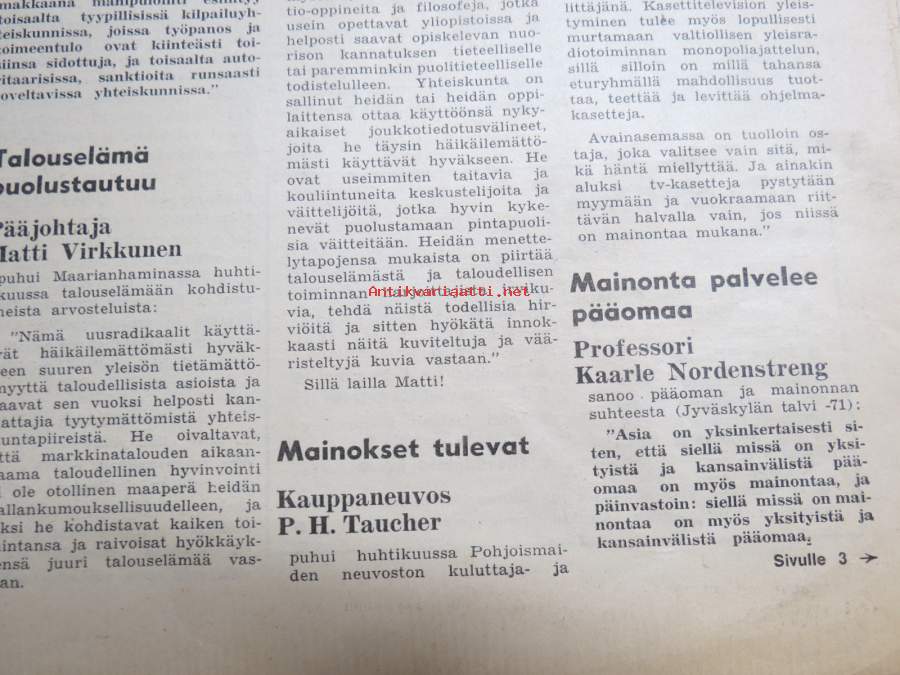 makkaana manipulointi esiintyy
toisaalta tyypillisissä kilpailuyh-
teiskunnissa, joissa työpanos ja
toimeentulo ovat kiinteästi toi-
siinsa sidottuja, ja toisaalta auto-
ritaarisissa, sanktioita runsaasti
soveltavissa yhteiskunnissa."
Talouselämä
puolustautuu
Pääjohtaja
Matti Virkkunen
puhui Maarianhaminassa huhti-
kuussa talouselämään kohdistu-
neista arvosteluista:
"Nämä uusradikaalit käyttä-
vät häikäilemättömästi hyväk-
seen suuren yleisön tietämättö-
myyttä taloudellisista asioista ja
saavat sen vuoksi helposti kan-
nattajia tyytymättömistä yhteis-
kuntapiireistä. He oivaltavat,
että markkinatalouden aikaan-
saama taloudellinen hyvinvointi
ei ole otollinen maaperä heidän
vallankumouksellisuudelleen, ja
siksi he kohdistavat kaiken toi-
mintansa ja raivoisat hyökkäyk-
sensä juuri talouselämää vas-
taan.
tio-oppineita ja filosofeja, jotka
usein opettavat yliopistoissa ja
helposti saavat opiskelevan nuo-
rison kannatuksen tieteelliselle
tai paremminkin puolitieteelliselle
todistelulleen. Yhteiskunta on
sallinut heidän tai heidän oppi-
laittensa ottaa käyttöönsä nyky-
aikaiset joukkotiedotusvälineet,
joita he täysin häikäilemättö-
mästi käyttävät hyväkseen. He
ovat useimmiten taitavia ja
kouliintuneita keskustelijoita ja
väittelijöitä, jotka hyvin kyke-
nevät puolustamaan pintapuoli-
sia väitteitään. Heidän menette-
lytapojensa mukaista on piirtää
talouselämästä ja taloudellisen
toiminnan harjoittajista irviku-
via, tehdä näistä todellisia hir-
viöitä ja sitten hyökätä innok-
kaasti näitä kuviteltuja ja vää-
risteltyjä kuvia vastaan."
Sillä lailla Matti!
Mainokset tulevat
Kauppaneuvos
P. H. Taucher
puhui huhtikuussa Pohjoismai-
den neuvoston kuluttaja- ja
littäjänä. Kasettitelevision yleis-
tyminen tulee myös lopullisesti
murtamaan valtiollisen yleisra-
diotoiminnan monopoliajattelun,
sillä silloin on millä tahansa
eturyhmällä mahdollisuus tuot-
taa, teettää ja levittää ohjelma-
kasetteja.
Avainasemassa on tuolloin os-
taja, joka valitsee vain sitä, mi-
kä häntä miellyttää. Ja ainakin
aluksi tv-kasetteja pystytään
myymään ja vuokraamaan riit-
tävän halvalla vain, jos niissä
on mainontaa mukana."
Mainonta palvelee
pääomaa
Professori
Kaarle Nordenstreng
sanoo pääoman ja mainonnan
suhteesta (Jyväskylän talvi -71):
"Asia on yksinkertaisesti si-
ten, että siellä missä on yksi-
tyistä ja kansainvälistä pää-
omaa on myös mainontaa, ja
päinvastoin: siellä missä on mai-
nontaa on myös yksityistä ja
kansainvälistä pääomaa.
Sivulle 3 →
Antikvariaatti.net